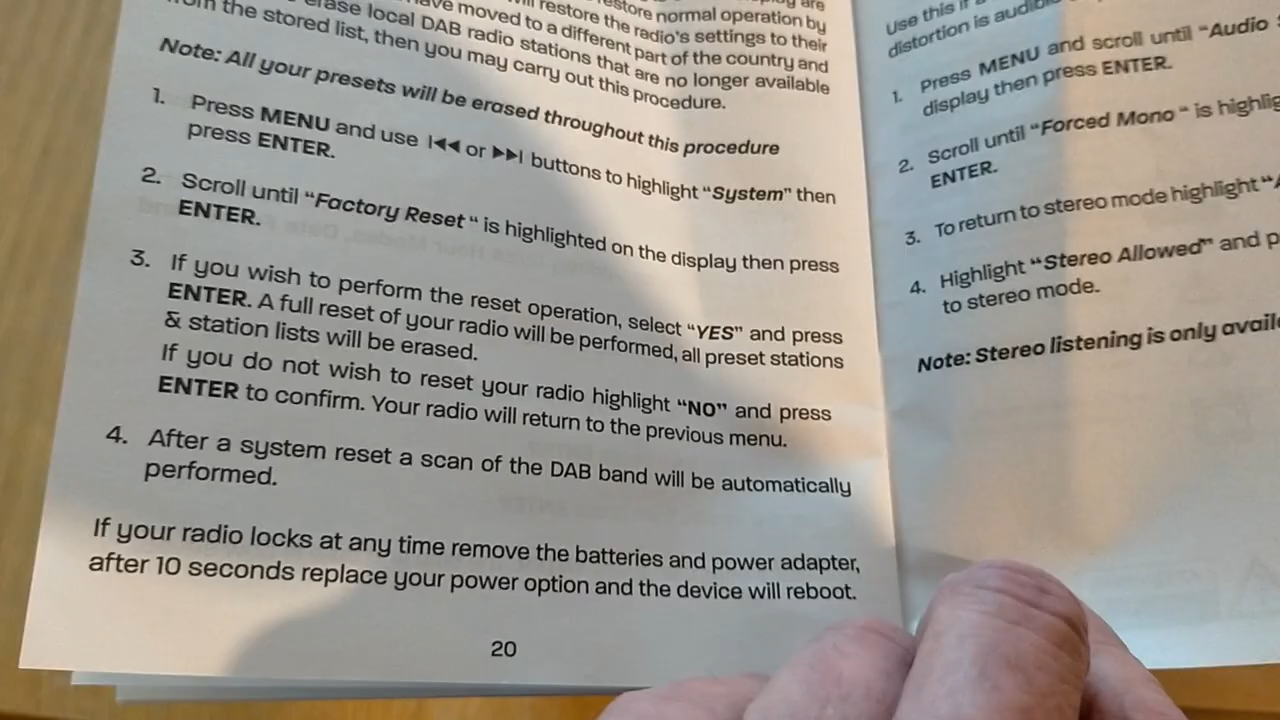 restore normal operation by
will restore the radio's settings to their
have moved to a different part of the country and
erase local DAB radio stations that are no longer available
from the stored list, then you may carry out this procedure.
Note: All your presets will be erased throughout this procedure
1. Press MENU and use |◀◀ or ▶▶| buttons to highlight “System” then
press ENTER.
2. Scroll until “Factory Reset “ is highlighted on the display then press
ENTER.
3. If you wish to perform the reset operation, select “YES” and press
ENTER. A full reset of your radio will be performed, all preset stations
& station lists will be erased.
If you do not wish to reset your radio highlight “NO” and press
ENTER to confirm. Your radio will return to the previous menu.
4. After a system reset a scan of the DAB band will be automatically
performed.
If your radio locks at any time remove the batteries and power adapter,
after 10 seconds replace your power option and the device will reboot.
20
Use this if
distortion is audible
1. Press MENU and scroll until “Audio
display then press ENTER.
2. Scroll until “Forced Mono “ is
ENTER.
3. To return to stereo mode highlight “
4. Highlight “Stereo Allowed” and
to stereo mode.
Note: Stereo listening is only